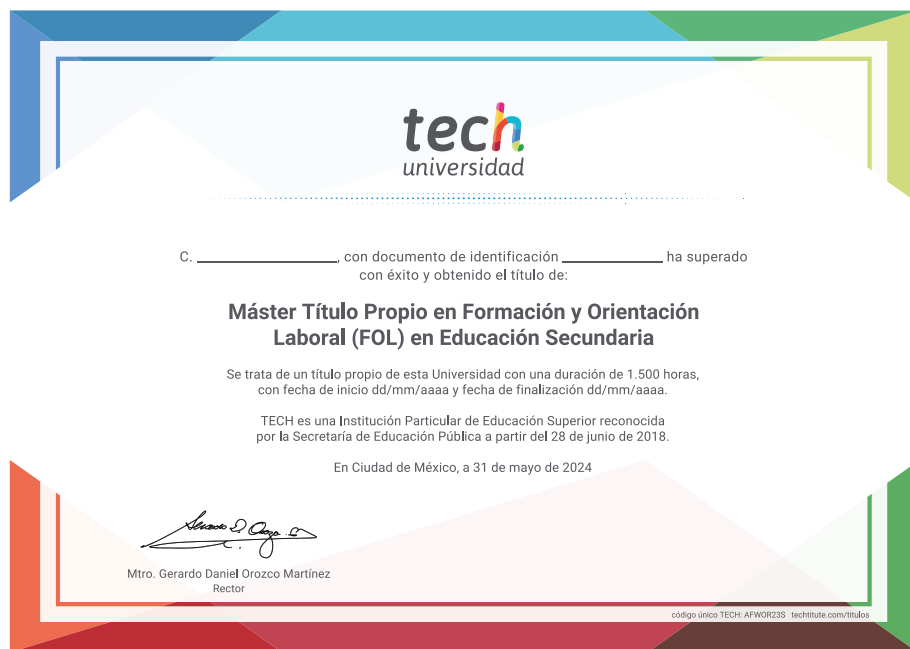 tech
universidad
C. ____________, con documento de identificación ____________ ha superado
con éxito y obtenido el título de:
Máster Título Propio en Formación y Orientación
Laboral (FOL) en Educación Secundaria
Se trata de un título propio de esta Universidad con una duración de 1.500 horas,
con fecha de inicio dd/mm/aaaa y fecha de finalización dd/mm/aaaa.
TECH es una Institución Particular de Educación Superior reconocida
por la Secretaría de Educación Pública a partir del 28 de junio de 2018.
En Ciudad de México, a 31 de mayo de 2024
Mtro. Gerardo Daniel Orozco Martínez
Rector
código único TECH: AFWOR23S techtitute.com/titulos